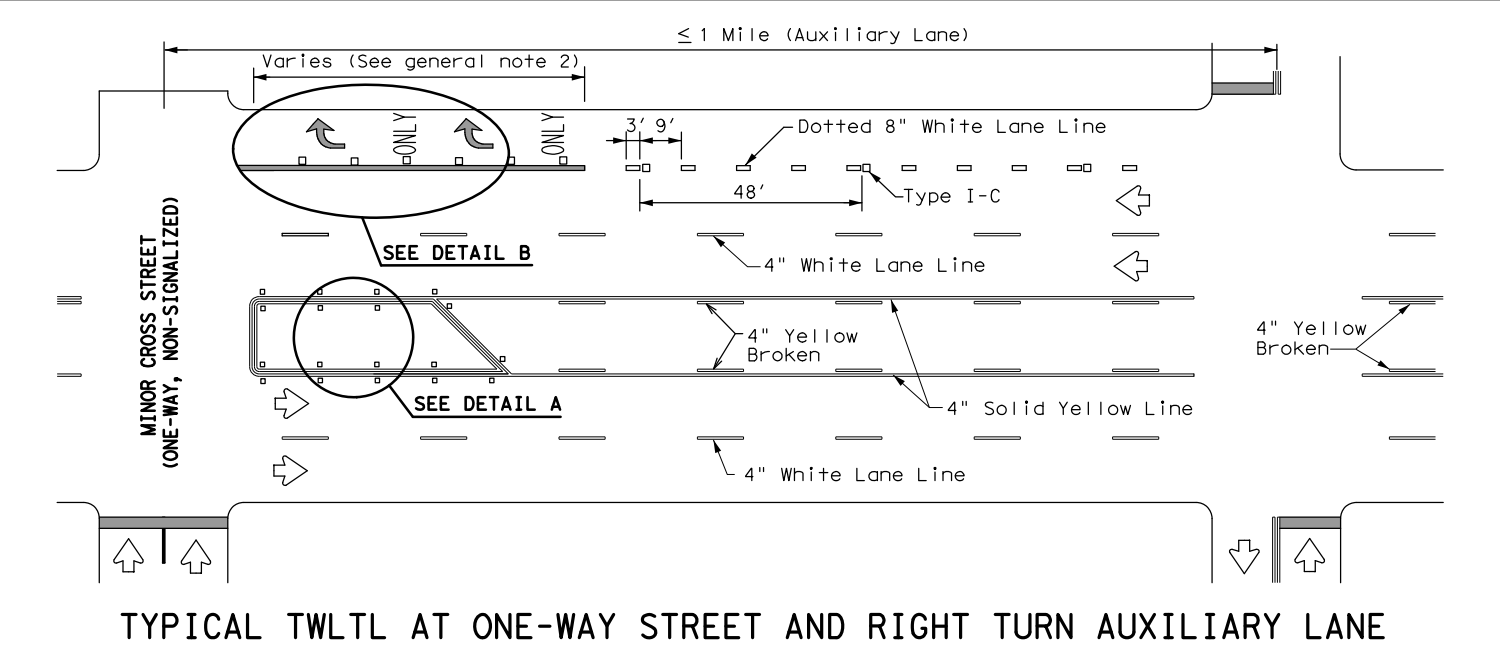 ≤ 1 Mile (Auxiliary Lane)
Varies (See general note 2)
ONLY
ONLY
3' 9'
Dotted 8" White Lane Line
48'
Type I-C
SEE DETAIL B
4" White Lane Line
MINOR CROSS STREET
(ONE-WAY, NON-SIGNALIZED)
4" Yellow
Broken
4" Yellow
Broken
SEE DETAIL A
4" Solid Yellow Line
4" White Lane Line
TYPICAL TWLTL AT ONE-WAY STREET AND RIGHT TURN AUXILIARY LANE